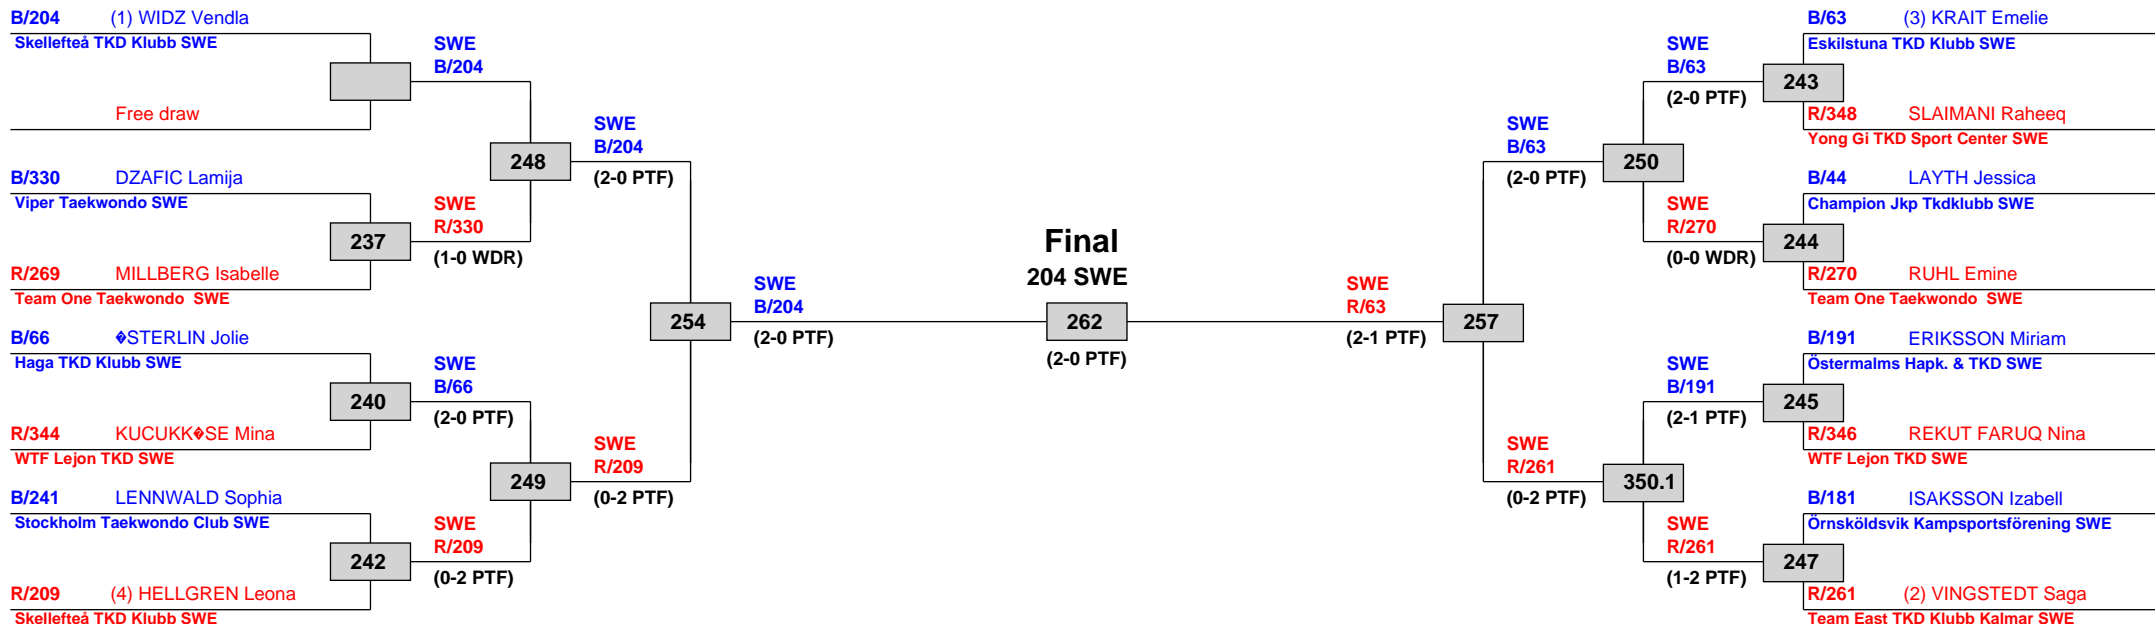 B/204 (1) WIDZ Vendla
Skellefteå TKD Klubb SWE
Free draw
SWE
B/204
B/330 DZAFIC Lamija
Viper Taekwondo SWE
237
R/269 MILLBERG Isabelle
Team One Taekwondo SWE
SWE
R/330
(1-0 WDR)
248
SWE
B/204
(2-0 PTF)
B/66 �STERLIN Jolie
Haga TKD Klubb SWE
240
R/344 KUCUKK�SE Mina
WTF Lejon TKD SWE
SWE
B/66
(2-0 PTF)
B/241 LENNWALD Sophia
Stockholm Taekwondo Club SWE
242
R/209 (4) HELLGREN Leona
Skellefteå TKD Klubb SWE
SWE
R/209
(0-2 PTF)
249
SWE
R/209
(0-2 PTF)
254
SWE
B/204
(2-0 PTF)
Final
204 SWE
262
(2-0 PTF)
SWE
R/63
(2-1 PTF)
257
SWE
B/63
(2-0 PTF)
250
SWE
B/63
(2-0 PTF)
243
B/63 (3) KRAIT Emelie
Eskilstuna TKD Klubb SWE
R/348 SLAIMANI Raheeq
Yong Gi TKD Sport Center SWE
SWE
R/270
(0-0 WDR)
244
B/44 LAYTH Jessica
Champion Jkp Tkdklubb SWE
R/270 RUHL Emine
Team One Taekwondo SWE
SWE
R/261
(0-2 PTF)
350.1
SWE
B/191
(2-1 PTF)
245
B/191 ERIKSSON Miriam
Östermalms Hapk. & TKD SWE
R/346 REKUT FARUQ Nina
WTF Lejon TKD SWE
SWE
R/261
(1-2 PTF)
247
B/181 ISAKSSON Izabell
Örnsköldsvik Kampsportsförening SWE
R/261 (2) VINGSTEDT Saga
Team East TKD Klubb Kalmar SWE